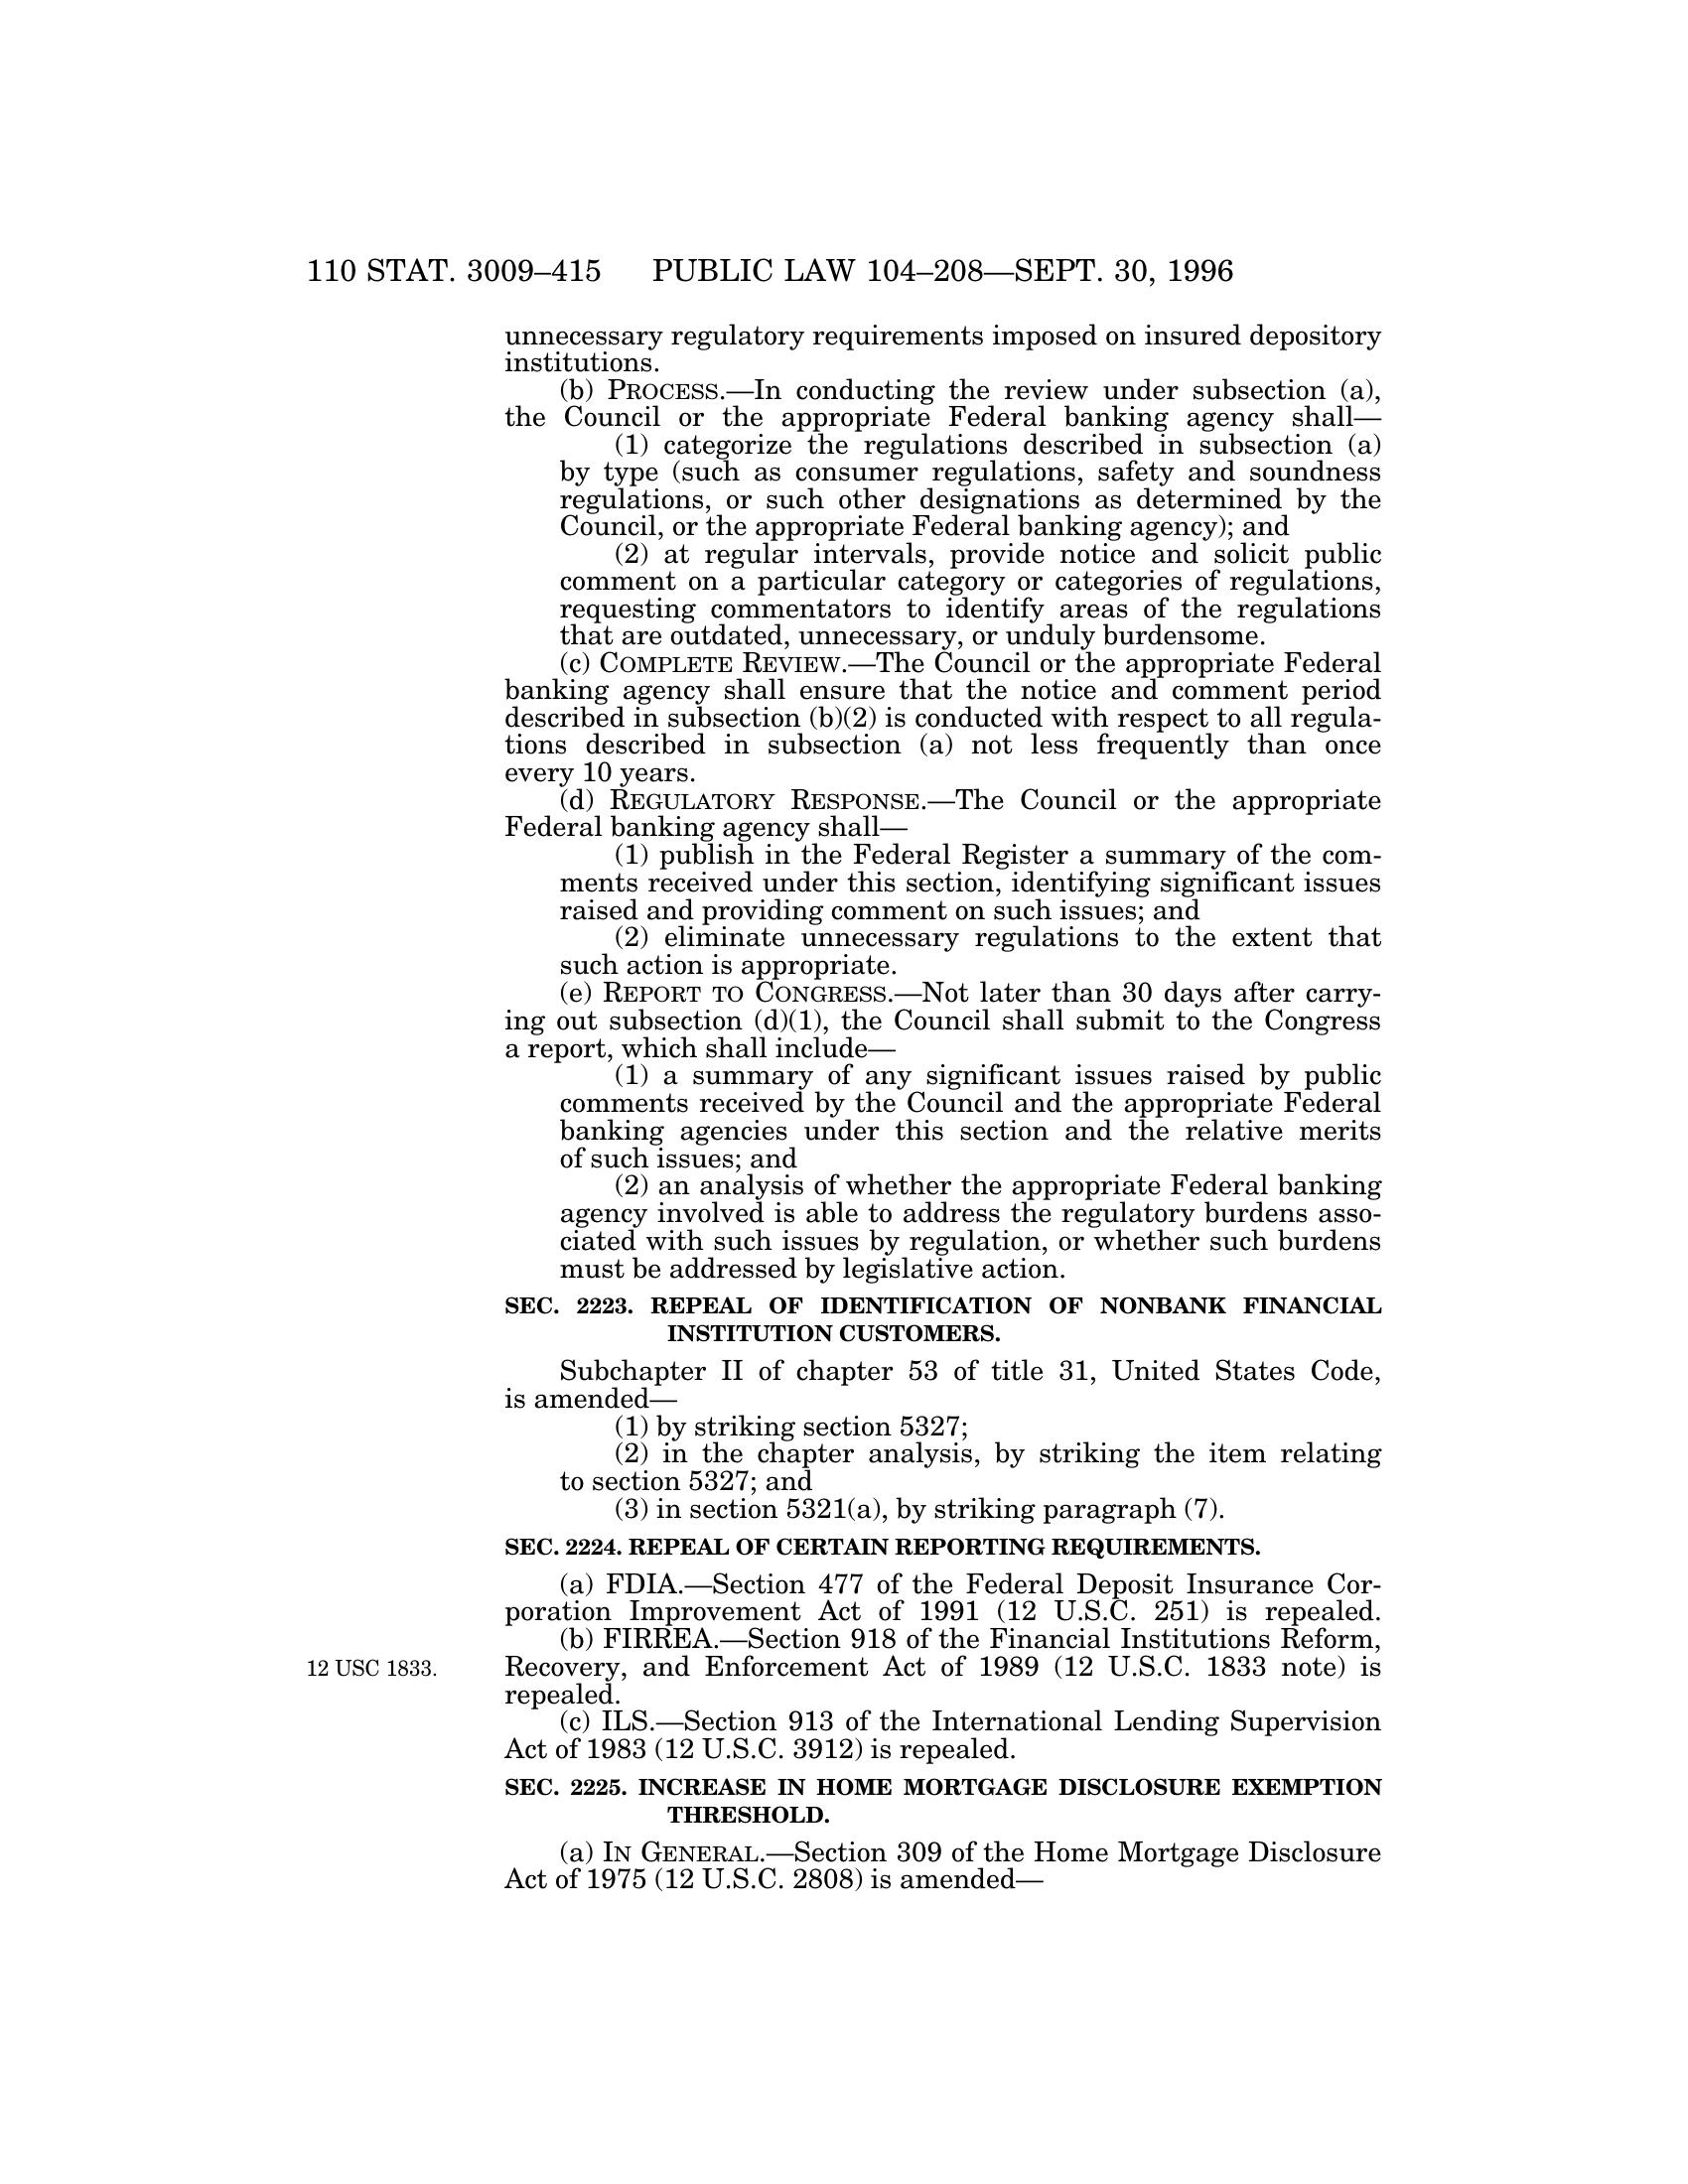 110 STAT. 3009–415 PUBLIC LAW 104–208—SEPT. 30, 1996
unnecessary regulatory requirements imposed on insured depository
institutions.
(b) PROCESS.—In conducting the review under subsection (a),
the Council or the appropriate Federal banking agency shall—
(1) categorize the regulations described in subsection (a)
by type (such as consumer regulations, safety and soundness
regulations, or such other designations as determined by the
Council, or the appropriate Federal banking agency); and
(2) at regular intervals, provide notice and solicit public
comment on a particular category or categories of regulations,
requesting commentators to identify areas of the regulations
that are outdated, unnecessary, or unduly burdensome.
(c) COMPLETE REVIEW.—The Council or the appropriate Federal
banking agency shall ensure that the notice and comment period
described in subsection (b)(2) is conducted with respect to all regula-
tions described in subsection (a) not less frequently than once
every 10 years.
(d) REGULATORY RESPONSE.—The Council or the appropriate
Federal banking agency shall—
(1) publish in the Federal Register a summary of the com-
ments received under this section, identifying significant issues
raised and providing comment on such issues; and
(2) eliminate unnecessary regulations to the extent that
such action is appropriate.
(e) REPORT TO CONGRESS.—Not later than 30 days after carry-
ing out subsection (d)(1), the Council shall submit to the Congress
a report, which shall include—
(1) a summary of any significant issues raised by public
comments received by the Council and the appropriate Federal
banking agencies under this section and the relative merits
of such issues; and
(2) an analysis of whether the appropriate Federal banking
agency involved is able to address the regulatory burdens asso-
ciated with such issues by regulation, or whether such burdens
must be addressed by legislative action.
SEC. 2223. REPEAL OF IDENTIFICATION OF NONBANK FINANCIAL
INSTITUTION CUSTOMERS.
Subchapter II of chapter 53 of title 31, United States Code,
is amended—
(1) by striking section 5327;
(2) in the chapter analysis, by striking the item relating
to section 5327; and
(3) in section 5321(a), by striking paragraph (7).
SEC. 2224. REPEAL OF CERTAIN REPORTING REQUIREMENTS.
(a) FDIA.—Section 477 of the Federal Deposit Insurance Cor-
poration Improvement Act of 1991 (12 U.S.C. 251) is repealed.
(b) FIRREA.—Section 918 of the Financial Institutions Reform,
12 USC 1833. Recovery, and Enforcement Act of 1989 (12 U.S.C. 1833 note) is
repealed.
(c) ILS.—Section 913 of the International Lending Supervision
Act of 1983 (12 U.S.C. 3912) is repealed.
SEC. 2225. INCREASE IN HOME MORTGAGE DISCLOSURE EXEMPTION
THRESHOLD.
(a) IN GENERAL.—Section 309 of the Home Mortgage Disclosure
Act of 1975 (12 U.S.C. 2808) is amended—